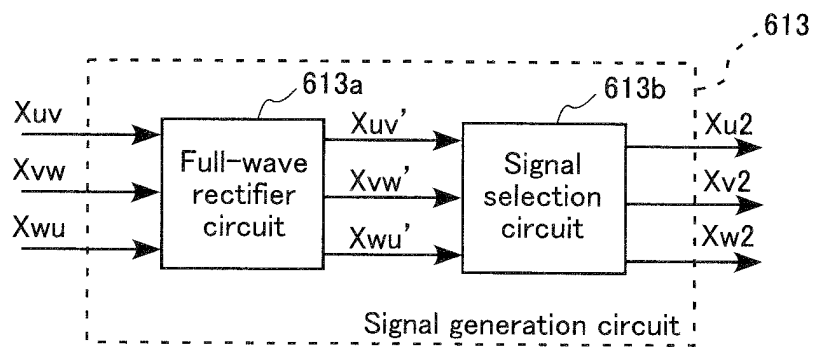 613
613a
613b
Xuv
Xvw
Xwu
Full-wave
rectifier
circuit
Xuv'
Xvw'
Xwu'
Signal
selection
circuit
Xu2
Xv2
Xw2
Signal generation circuit